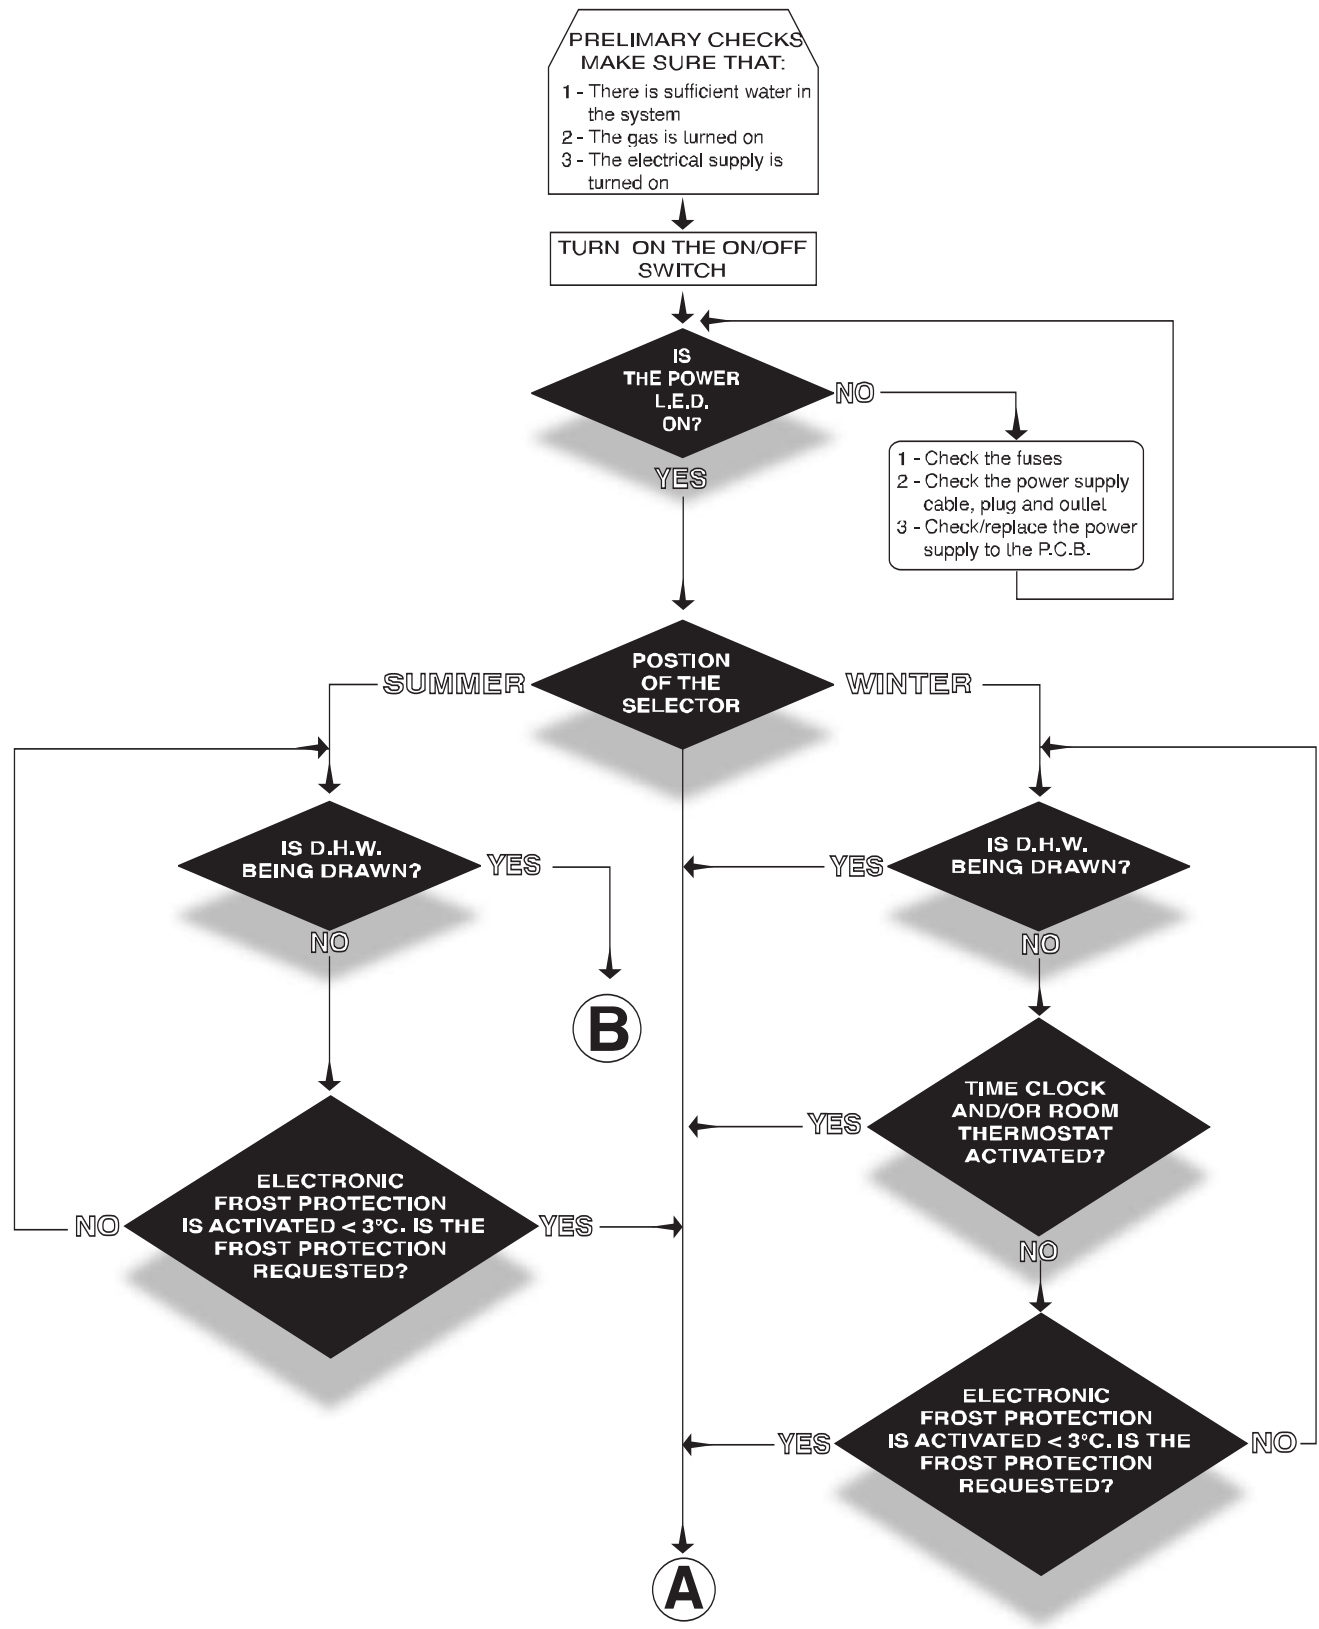 PRELIMARY CHECKS
MAKE SURE THAT:
1 - There is sufficient water in
the system
2 - The gas is turned on
3 - The electrical supply is
turned on
TURN ON THE ON/OFF
SWITCH
IS
THE POWER
L.E.D.
ON?
NO
YES
1 - Check the fuses
2 - Check the power supply
cable, plug and outlet
3 - Check/replace the power
supply to the P.C.B.
SUMMER
POSTION
OF THE
SELECTOR
WINTER
IS D.H.W.
BEING DRAWN?
YES
NO
B
ELECTRONIC
FROST PROTECTION
IS ACTIVATED < 3°C. IS THE
FROST PROTECTION
REQUESTED?
NO
YES
IS D.H.W.
BEING DRAWN?
YES
NO
TIME CLOCK
AND/OR ROOM
THERMOSTAT
ACTIVATED?
YES
NO
ELECTRONIC
FROST PROTECTION
IS ACTIVATED < 3°C. IS THE
FROST PROTECTION
REQUESTED?
YES
NO
A